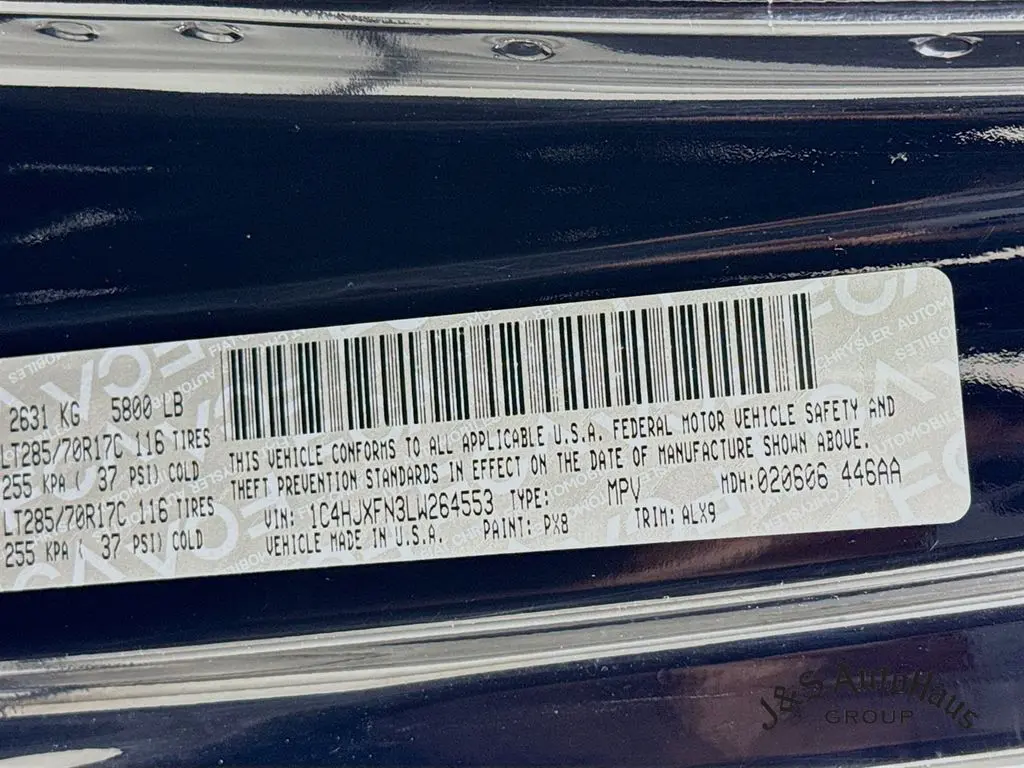 2631 KG 5800 LB
LT285/70R17C 116 TIRES
255 KPA ( 37 PSI) COLD
LT285/70R17C 116 TIRES
255 KPA ( 37 PSI) COLD
THIS VEHICLE CONFORMS TO ALL APPLICABLE U.S.A. FEDERAL MOTOR VEHICLE SAFETY AND
THEFT PREVENTION STANDARDS IN EFFECT ON THE DATE OF MANUFACTURE SHOWN ABOVE.
VIN: 1C4HJXFN3LW264553 TYPE: MPV MDH:020606 446AA
VEHICLE MADE IN U.S.A. PAINT: PX8 TRIM: ALX9
J&S AutoHaus
GROUP